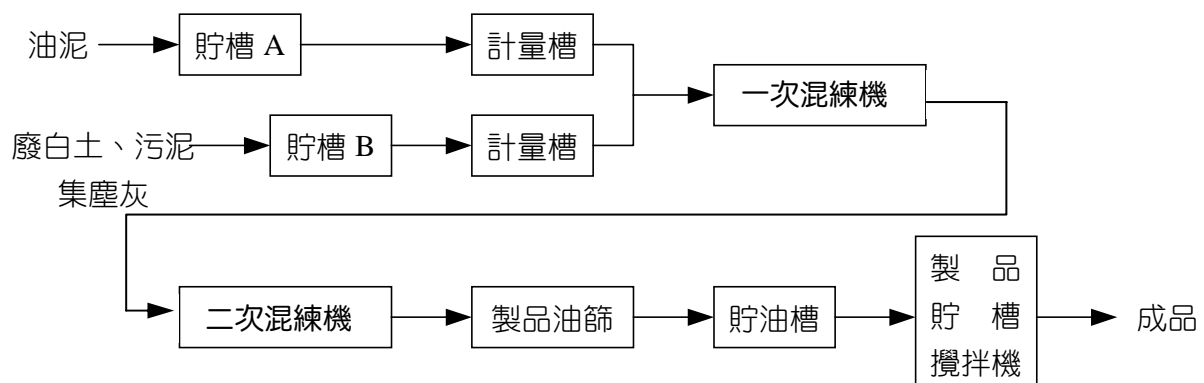 油泥
貯槽 A
計量槽
一次混練機
廢白土、污泥
集塵灰
貯槽 B
計量槽
二次混練機
製品油篩
貯油槽
製 品
貯 槽
攪拌機
成品